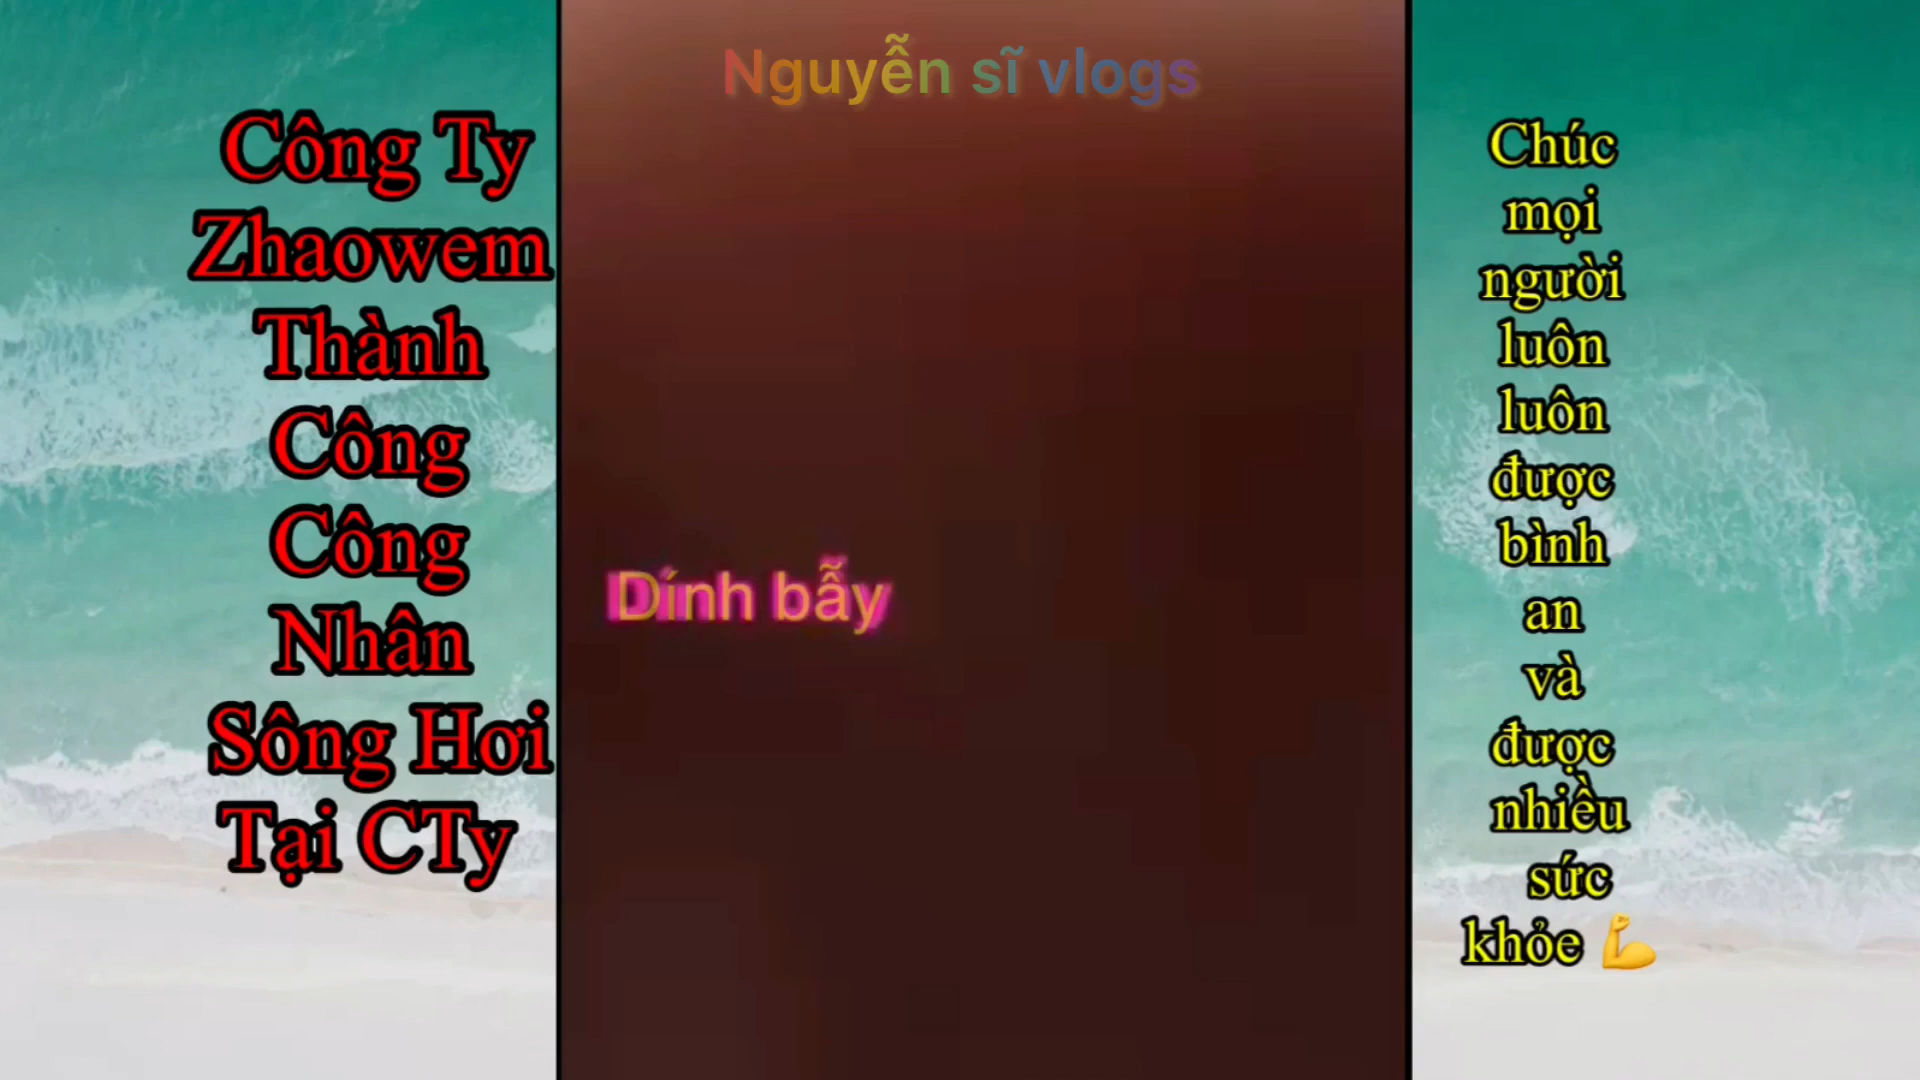 Nguyễn sĩ vlogs
Công Ty
Zhaowem
Thành
Công
Công
Nhân
Sông Hơi
Tại CTy
Dính bẫy
Chúc
mọi
người
luôn
luôn
được
bình
an
và
được
nhiều
sức
khỏe 💪